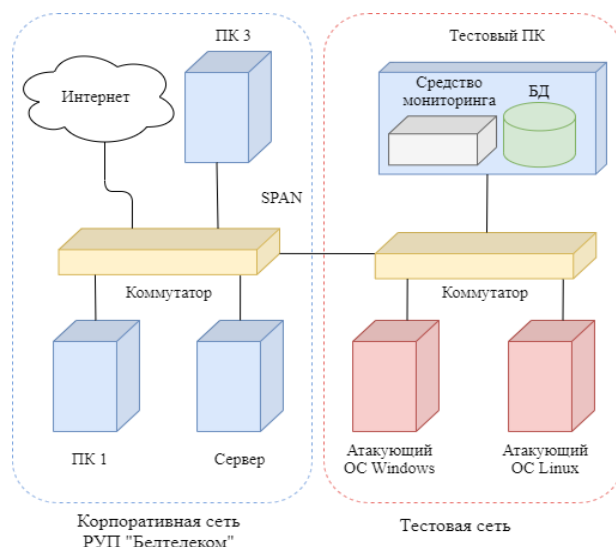 ПК 3
Интернет
SPAN
Коммутатор
ПК 1
Сервер
Корпоративная сеть
РУП "Белтелеком"
Тестовый ПК
Средство
мониторинга
БД
Коммутатор
Атакующий
ОС Windows
Атакующий
ОС Linux
Тестовая сеть